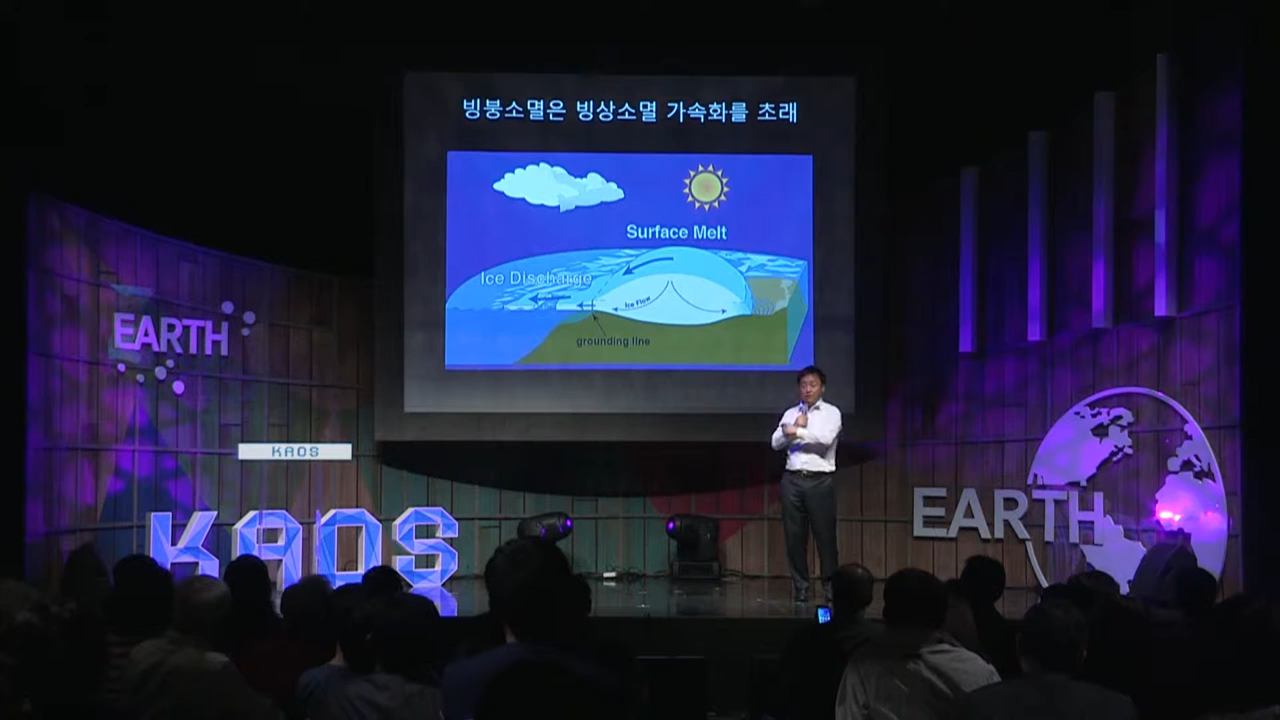 빙붕소멸은 빙상소멸 가속화를 초래
Surface Melt
Ice Discharge
Ice Flow
grounding line
EARTH
KAOS
KAOS
EARTH